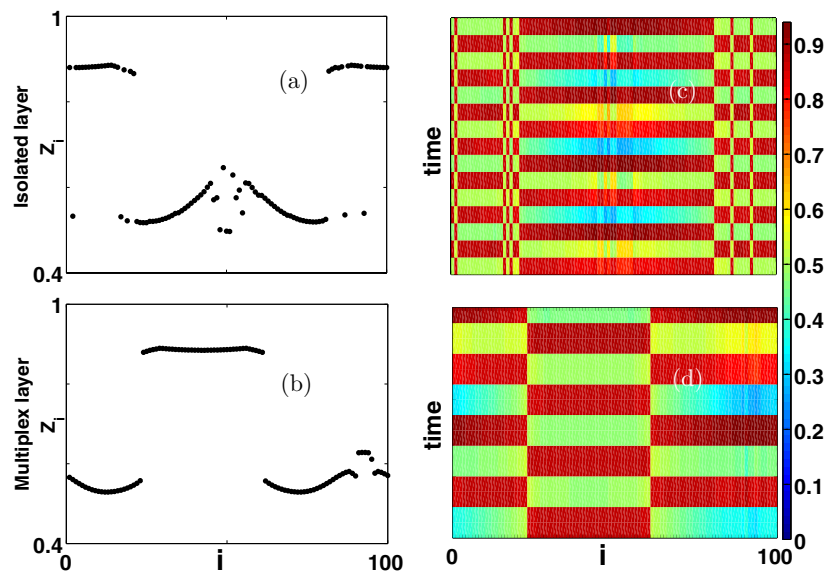 1
(a)
Isolated layer
z_i
0.4
(c)
time
0.9
0.8
0.7
0.6
0.5
0.4
0.3
0.2
0.1
0
1
(b)
Multiplex layer
z_i
0.4
i
100
(d)
time
0
i
100